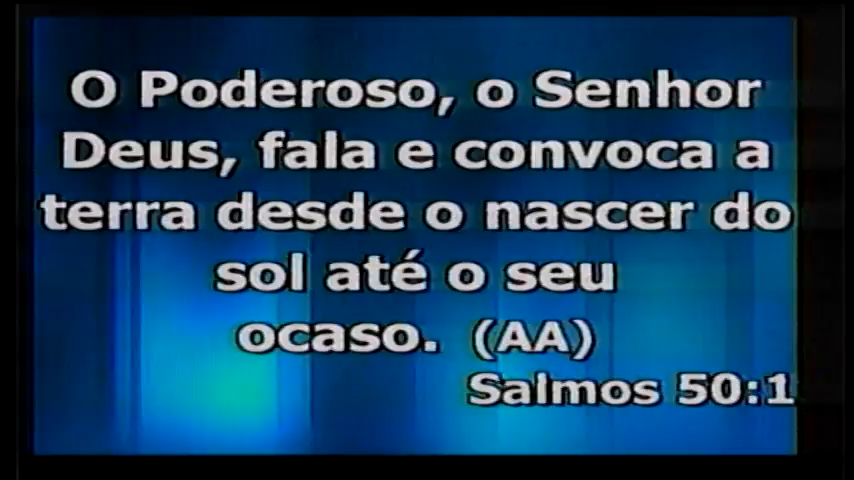 O Poderoso, o Senhor
Deus, fala e convoca a
terra desde o nascer do
sol até o seu
ocaso. (AA)
Salmos 50:1